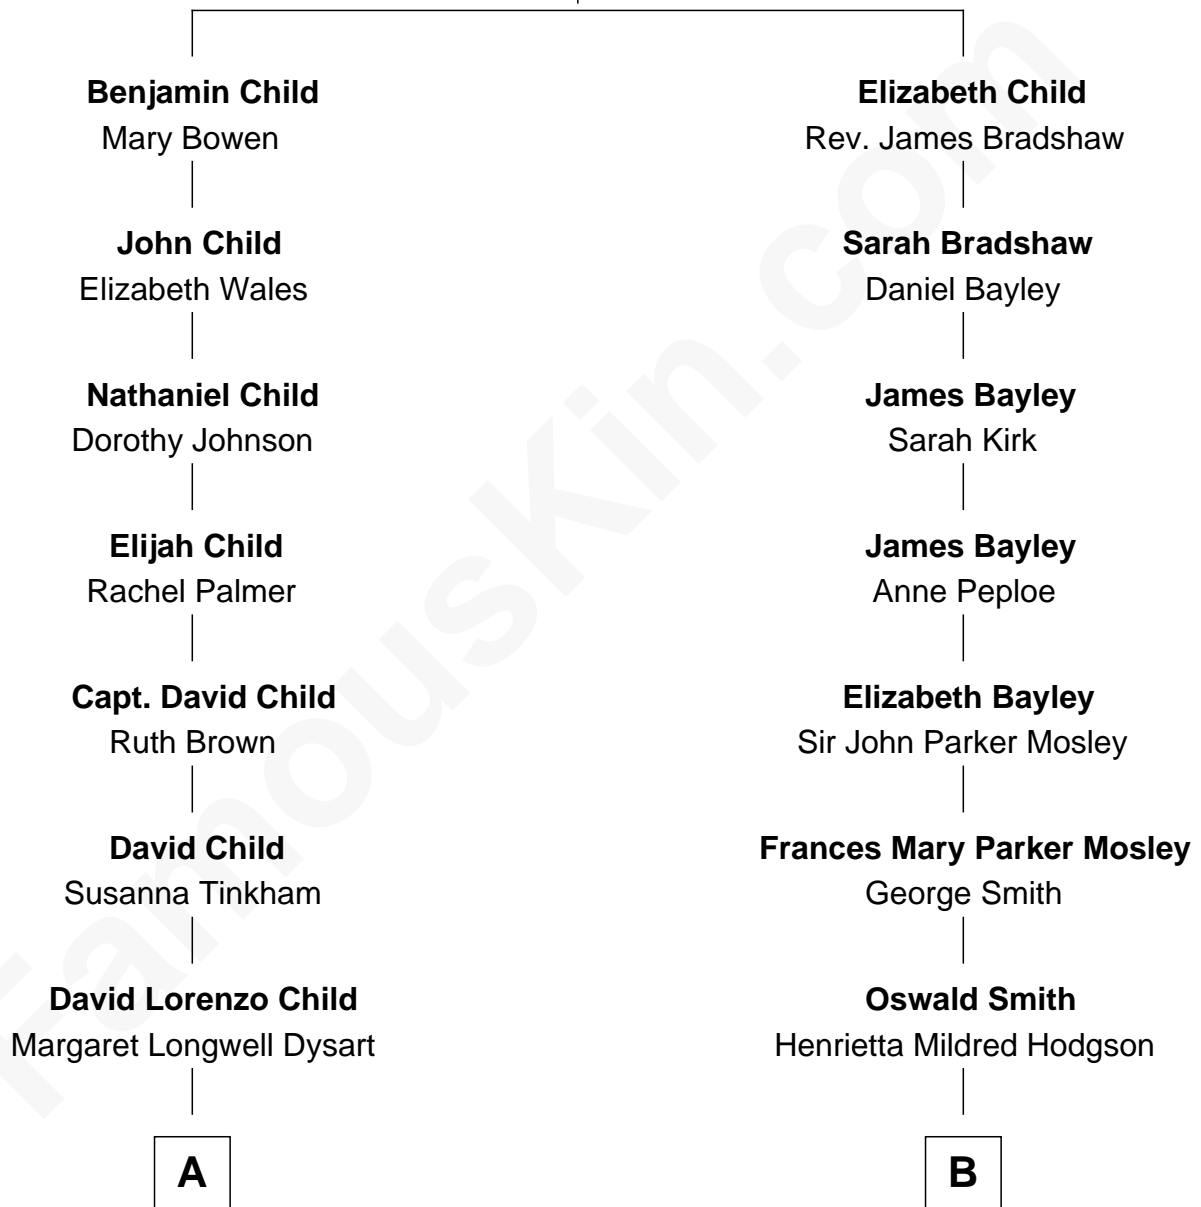 Benjamin Child
Mary Bowen
John Child
Elizabeth Wales
Nathaniel Child
Dorothy Johnson
Elijah Child
Rachel Palmer
Capt. David Child
Ruth Brown
David Child
Susanna Tinkham
David Lorenzo Child
Margaret Longwell Dysart
A
Elizabeth Child
Rev. James Bradshaw
Sarah Bradshaw
Daniel Bayley
James Bayley
Sarah Kirk
James Bayley
Anne Peploe
Elizabeth Bayley
Sir John Parker Mosley
Frances Mary Parker Mosley
George Smith
Oswald Smith
Henrietta Mildred Hodgson
B
FamousKin.com